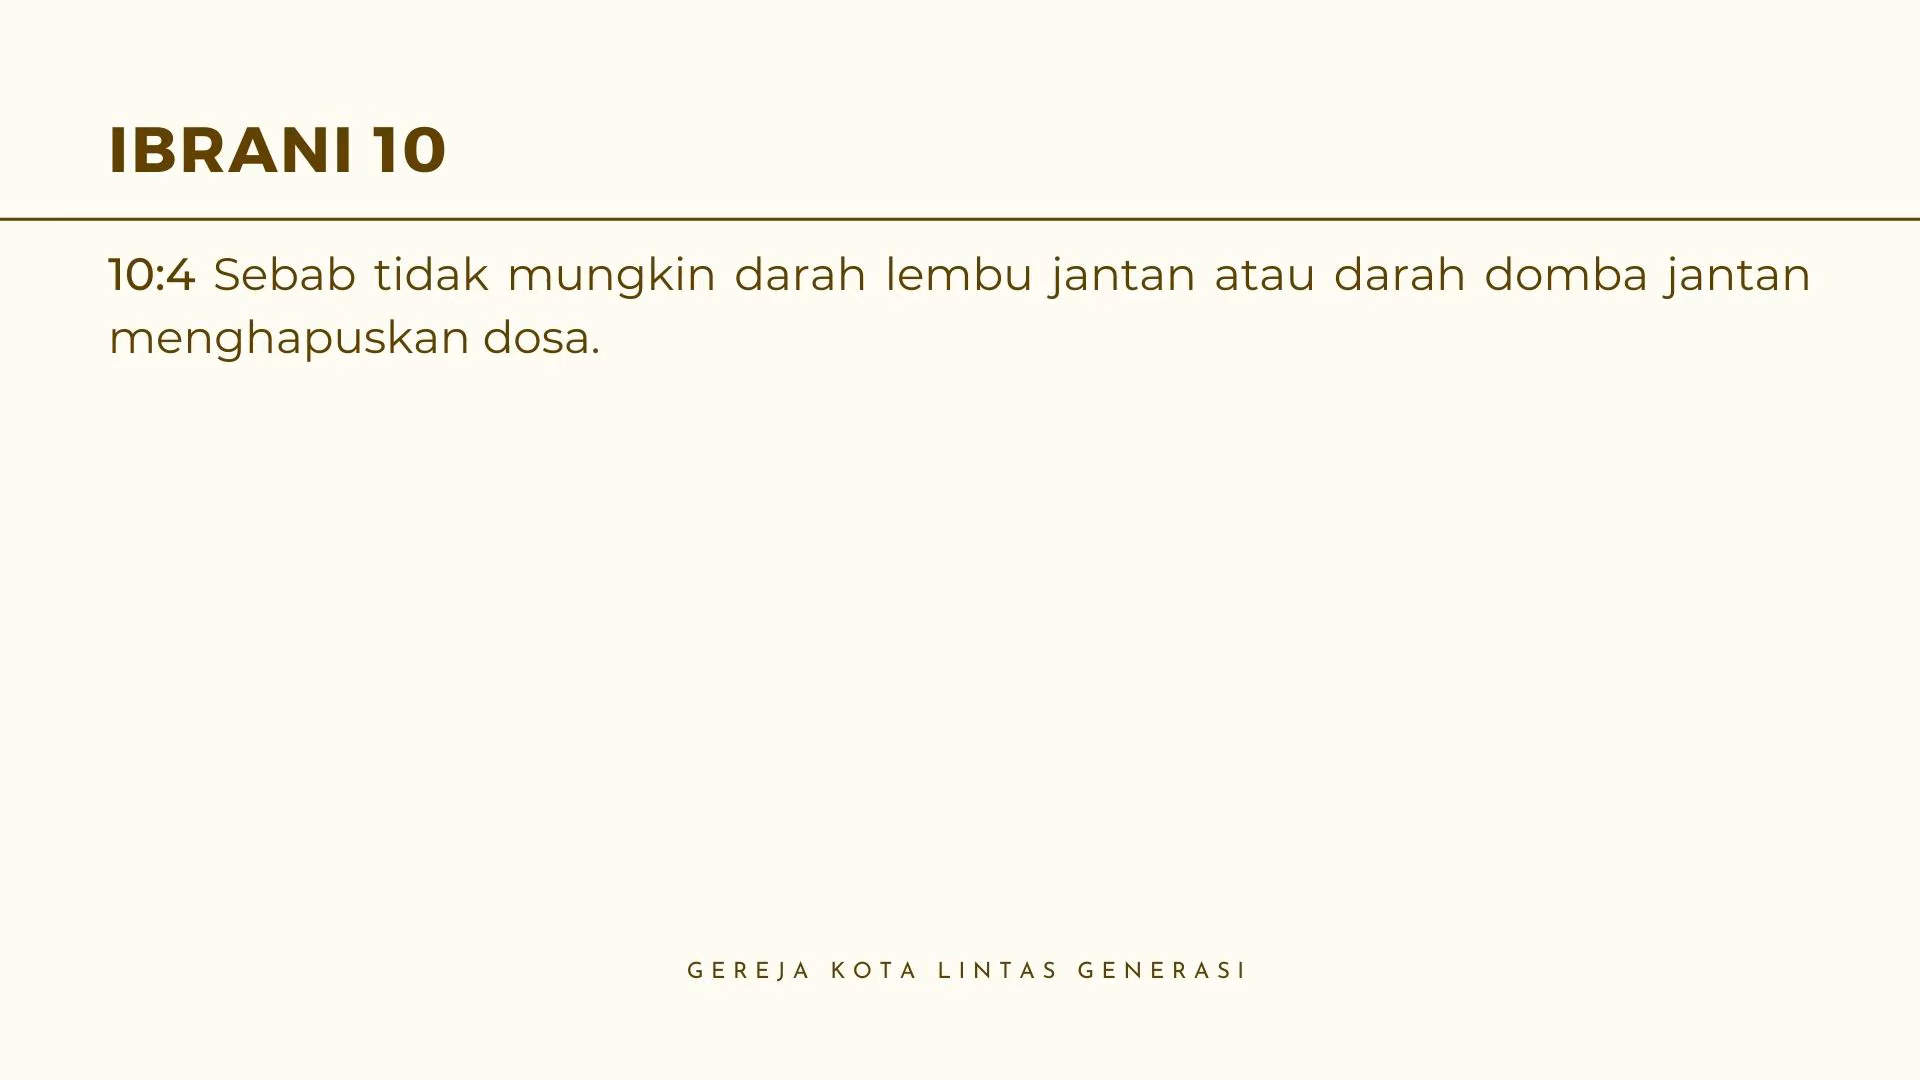 IBRANI 10
10:4 Sebab tidak mungkin darah lembu jantan atau darah domba jantan
menghapuskan dosa.
GEREJA KOTA LINTAS GENERASI